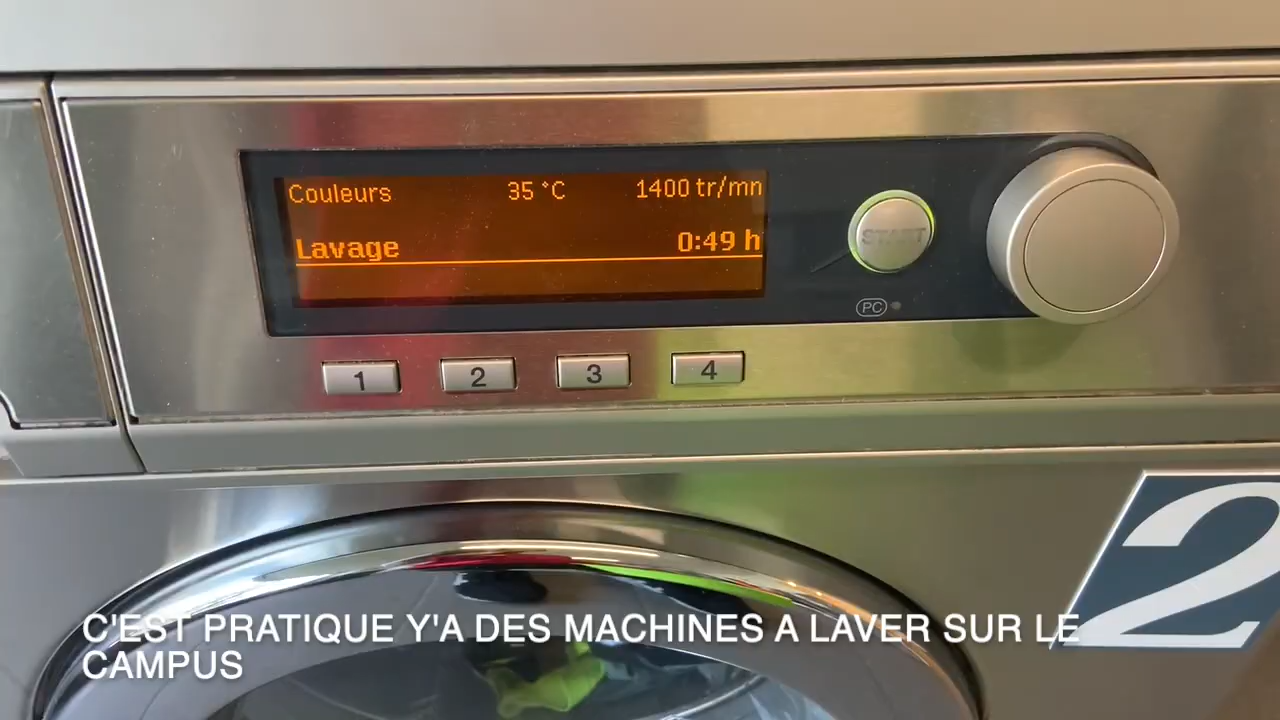 Couleurs 35 °C 1400 tr/mn
Lavage 0:49 h
START
PC
1 2 3 4
2
C'EST PRATIQUE Y'A DES MACHINES A LAVER SUR LE
CAMPUS